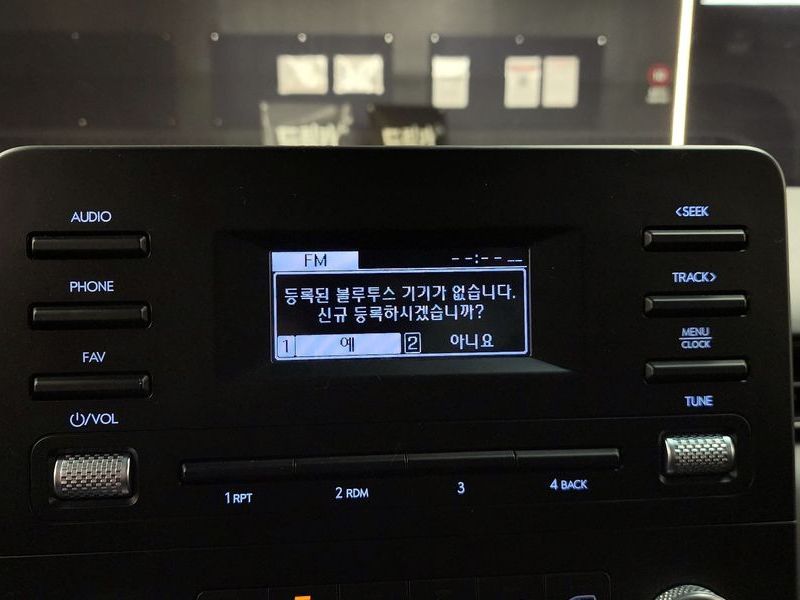 AUDIO
PHONE
FAV
⏻/VOL
FM
--:--
등록된 블루투스 기기가 없습니다.
신규 등록하시겠습니까?
1 예 2 아니요
<SEEK
TRACK>
MENU
CLOCK
TUNE
1 RPT
2 RDM
3
4 BACK